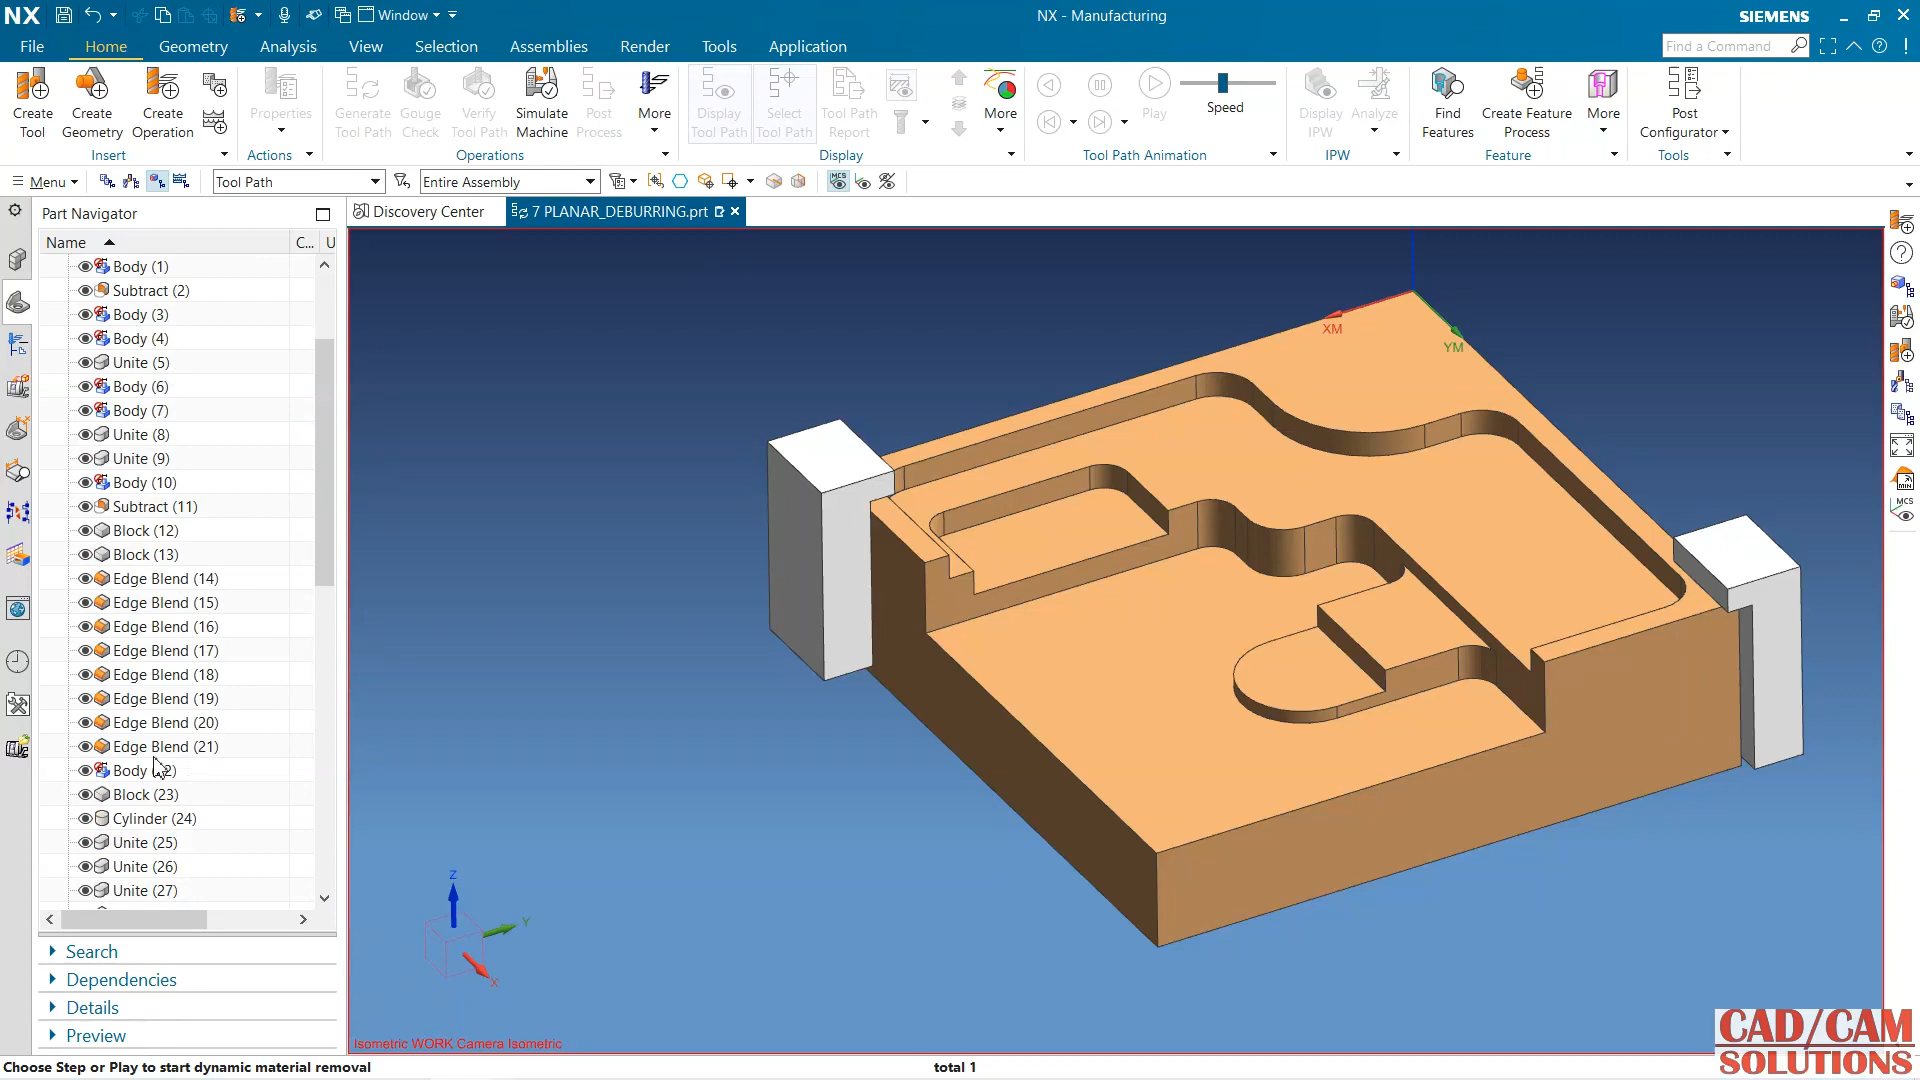 NX
Window
NX - Manufacturing
SIEMENS
File Home Geometry Analysis View Selection Assemblies Render Tools Application
Find a Command
Create Tool
Create Geometry
Create Operation
Properties
Generate Tool Path
Gouge Check
Verify Tool Path
Simulate Machine
Post Process
More
Display Tool Path
Select Tool Path
Tool Path Report
More
Speed
Play
Display IPW
Analyze
Find Features
Create Feature Process
More
Post Configurator
Insert Actions Operations Display Tool Path Animation IPW Feature Tools
Menu
Tool Path
Entire Assembly
MCS
Part Navigator
Discovery Center
7 PLANAR_DEBURRING.prt
Name C... U
Body (1)
Subtract (2)
Body (3)
Body (4)
Unite (5)
Body (6)
Body (7)
Unite (8)
Unite (9)
Body (10)
Subtract (11)
Block (12)
Block (13)
Edge Blend (14)
Edge Blend (15)
Edge Blend (16)
Edge Blend (17)
Edge Blend (18)
Edge Blend (19)
Edge Blend (20)
Edge Blend (21)
Body
Block (23)
Cylinder (24)
Unite (25)
Unite (26)
Unite (27)
Search
Dependencies
Details
Preview
XM
YM
Z
Y
X
MIN
MCS
Isometric WORK Camera Isometric
CAD/CAM
SOLUTIONS
Choose Step or Play to start dynamic material removal
total 1